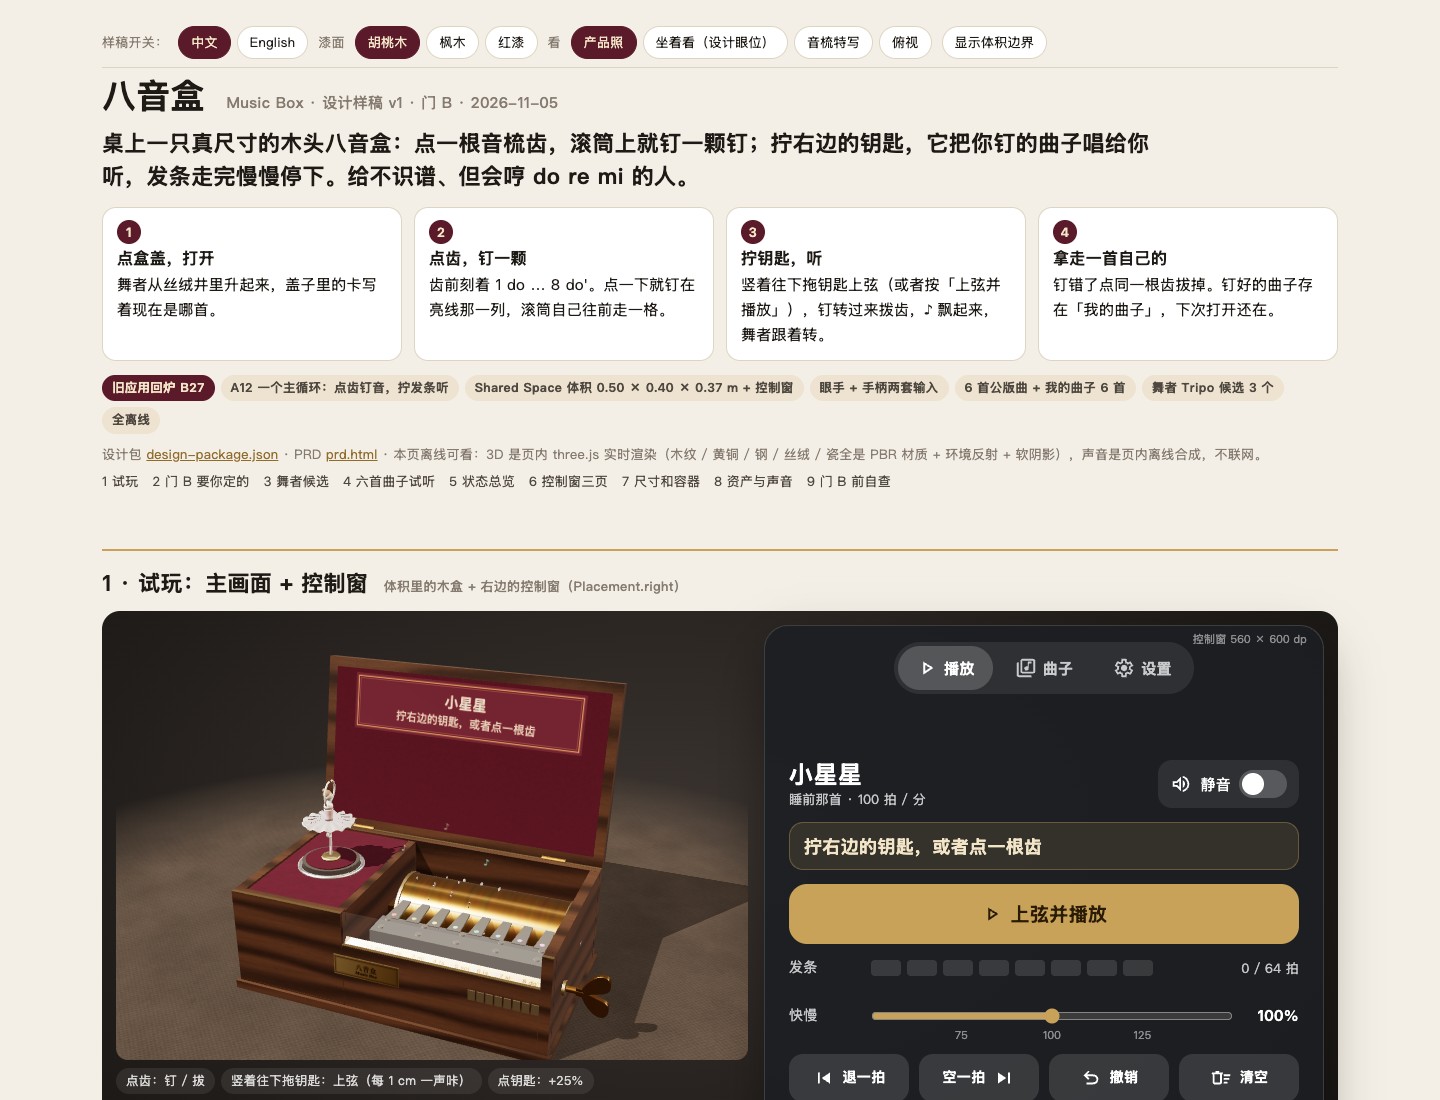 样稿开关： 中文 English 漆面 胡桃木 枫木 红漆 看 产品照 坐着看（设计眼位） 音梳特写 俯视 显示体积边界
八音盒 Music Box · 设计样稿 v1 · 门 B · 2026-11-05
桌上一只真尺寸的木头八音盒：点一根音梳齿，滚筒上就钉一颗钉；拧右边的钥匙，它把你钉的曲子唱给你
听，发条走完慢慢停下。给不识谱、但会哼 do re mi 的人。
1
点盒盖，打开
舞者从丝绒井里升起来，盖子里的卡写
着现在是哪首。
2
点齿，钉一颗
齿前刻着 1 do … 8 do'。点一下就钉在
亮线那一列，滚筒自己往前走一格。
3
拧钥匙，听
竖着往下拖钥匙上弦（或者按「上弦并
播放」），钉转过来拨齿，♪ 飘起来，
舞者跟着转。
4
拿走一首自己的
钉错了点同一根齿拔掉。钉好的曲子存
在「我的曲子」，下次打开还在。
旧应用回炉 B27 A12 一个主循环：点齿钉音，拧发条听 Shared Space 体积 0.50 × 0.40 × 0.37 m + 控制窗 眼手 + 手柄两套输入 6 首公版曲 + 我的曲子 6 首 舞者 Tripo 候选 3 个
全离线
设计包 design-package.json · PRD prd.html · 本页离线可看：3D 是页内 three.js 实时渲染（木纹 / 黄铜 / 钢 / 丝绒 / 瓷全是 PBR 材质 + 环境反射 + 软阴影），声音是页内离线合成，不联网。
1 试玩 2 门 B 要你定的 3 舞者候选 4 六首曲子试听 5 状态总览 6 控制窗三页 7 尺寸和容器 8 资产与声音 9 门 B 前自查
1 · 试玩：主画面 + 控制窗 体积里的木盒 + 右边的控制窗（Placement.right）
小星星
拧右边的钥匙，或者点一根齿
八音盒
点齿：钉 / 拔 竖着往下拖钥匙：上弦（每 1 cm 一声咔） 点钥匙：+25%
控制窗 560 × 600 dp
播放 曲子 设置
小星星
睡前那首 · 100 拍 / 分
静音
拧右边的钥匙，或者点一根齿
上弦并播放
发条 0 / 64 拍
快慢 100%
75 100 125
退一拍 空一拍 撤销 清空